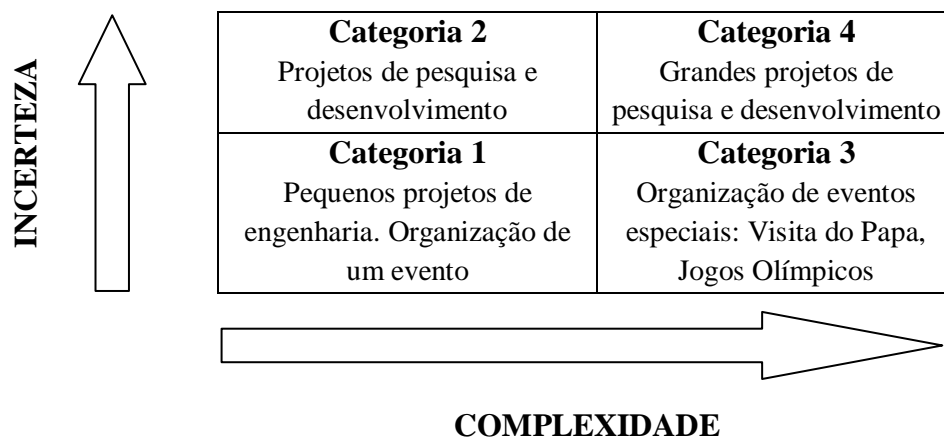 INCERTEZA
Categoria 2
Projetos de pesquisa e
desenvolvimento
Categoria 4
Grandes projetos de
pesquisa e desenvolvimento
Categoria 1
Pequenos projetos de
engenharia. Organização de
um evento
Categoria 3
Organização de eventos
especiais: Visita do Papa,
Jogos Olímpicos
COMPLEXIDADE